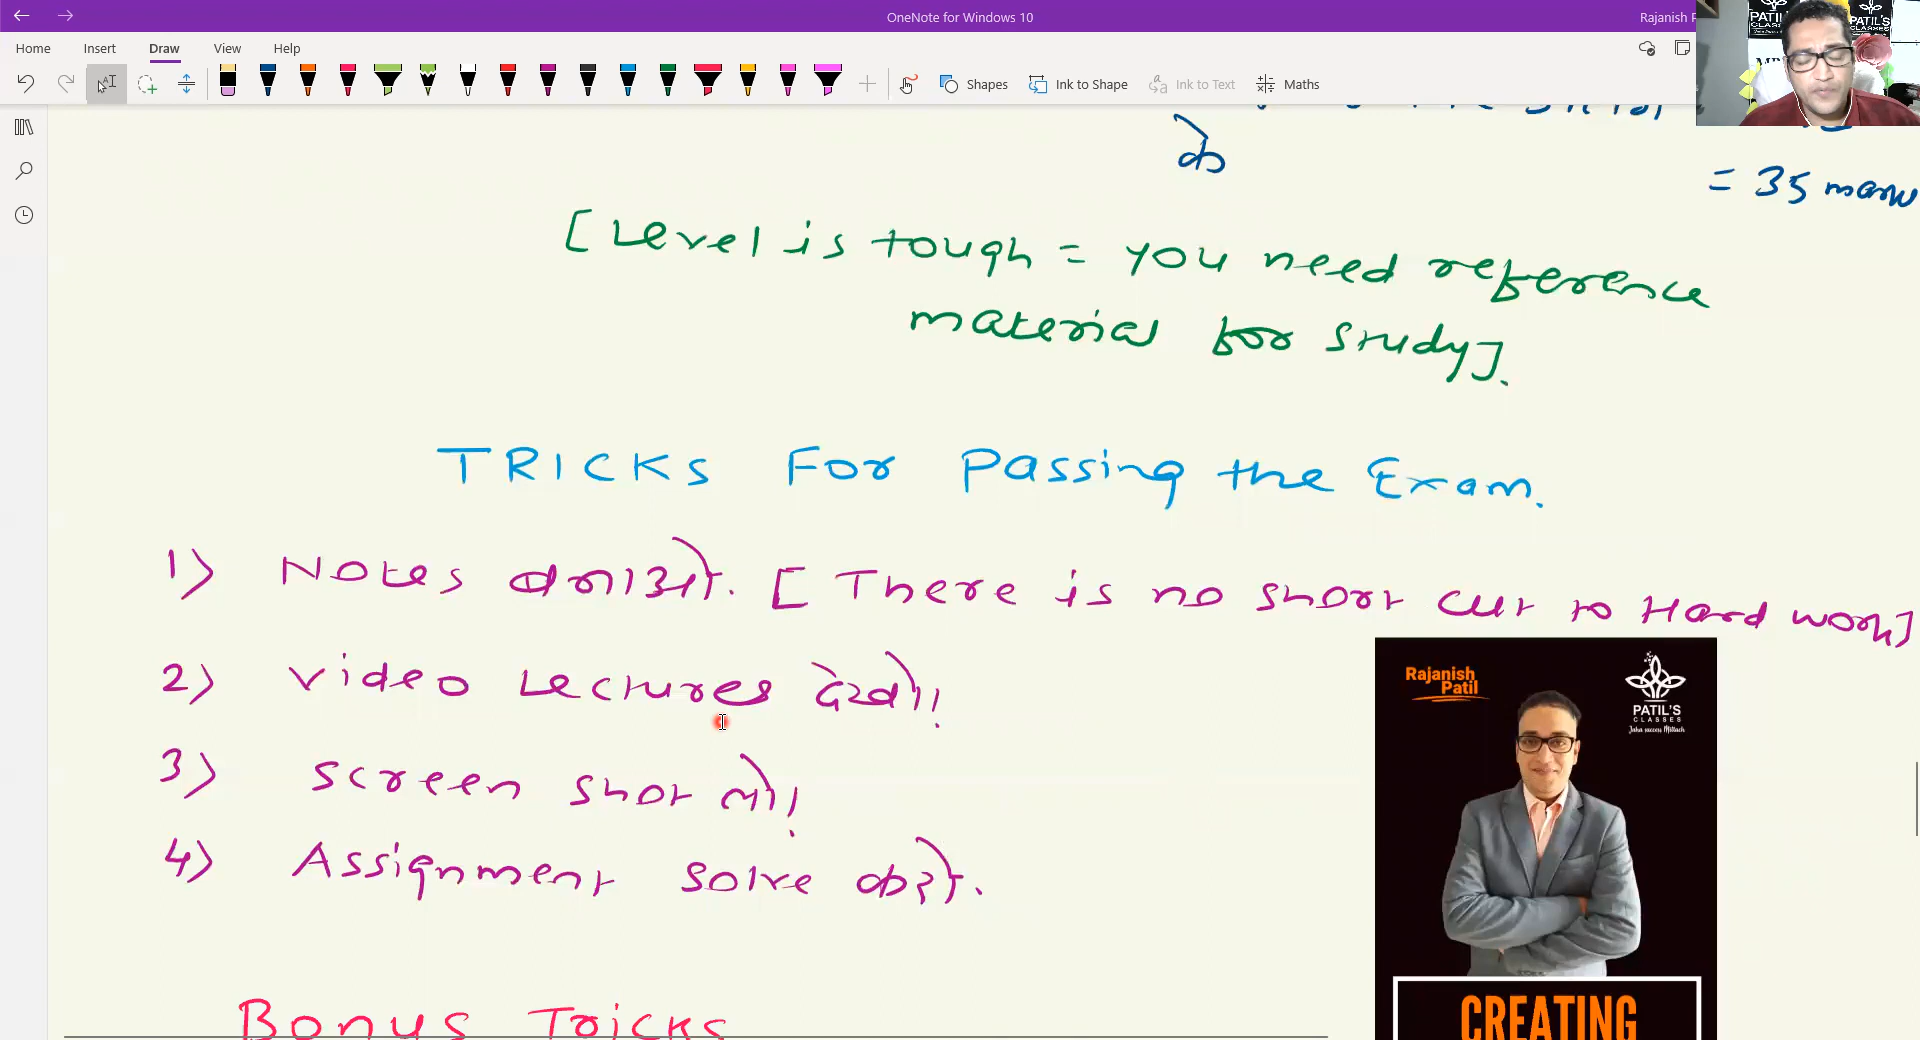 OneNote for Windows 10
Rajanish P
Home Insert Draw View Help
Shapes Ink to Shape Ink to Text Maths
के
= 35 marks
[Level is tough = you need reference
material for study].
TRICKS For Passing the Exam.
1) Notes बनाओ. [There is no short cut to Hard work]
2) Video Lectures देखो!!
3) Screen shot लो!
4) Assignment solve करो.
Bonus Tricks
Rajanish
Patil
PATIL'S
CLASSES
CREATING